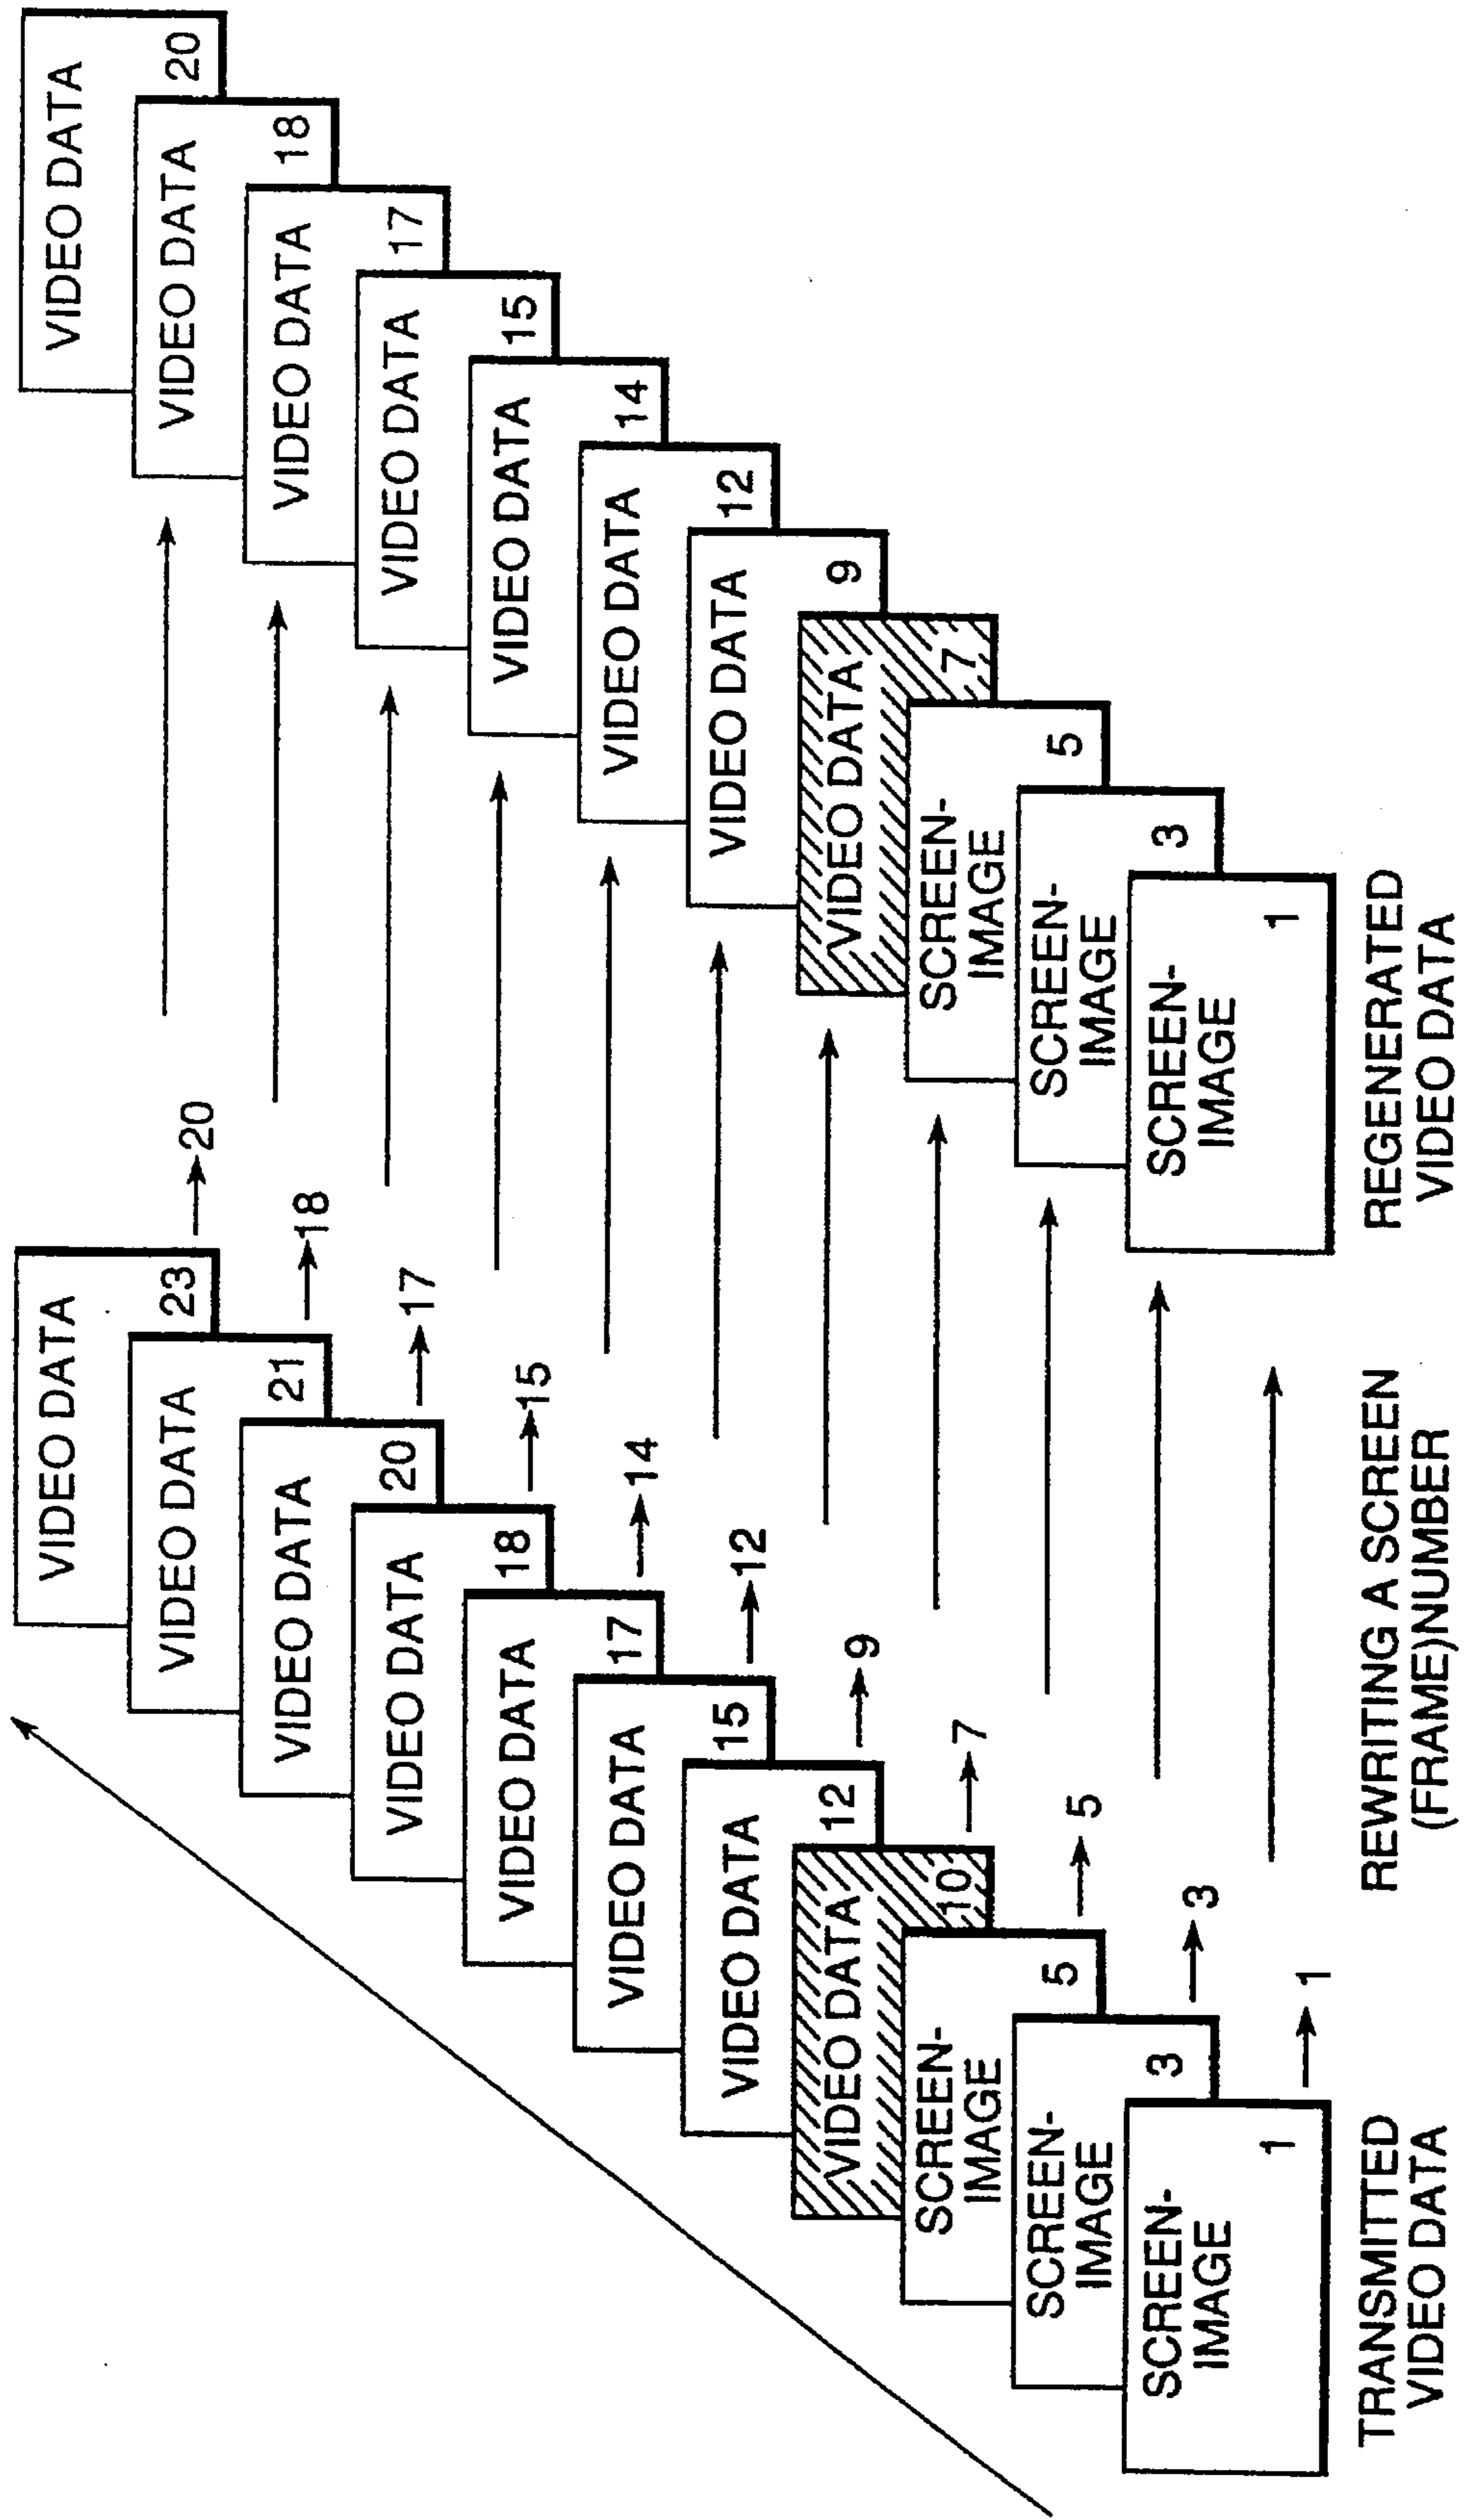 VIDEO DATA
23
→20
VIDEO DATA
21
→18
VIDEO DATA
20
→17
VIDEO DATA
18
→15
VIDEO DATA
17
→14
VIDEO DATA
15
→12
VIDEO DATA
12
→9
VIDEO DATA
10
→7
SCREEN-
IMAGE
5
→5
SCREEN-
IMAGE
3
→3
SCREEN-
IMAGE
1
→1
TRANSMITTED
VIDEO DATA
REWRITING A SCREEN
(FRAME)NUMBER
VIDEO DATA
20
VIDEO DATA
18
VIDEO DATA
17
VIDEO DATA
15
VIDEO DATA
14
VIDEO DATA
12
VIDEO DATA
9
VIDEO DATA
7
SCREEN-
IMAGE
5
SCREEN-
IMAGE
3
SCREEN-
IMAGE
1
REGENERATED
VIDEO DATA